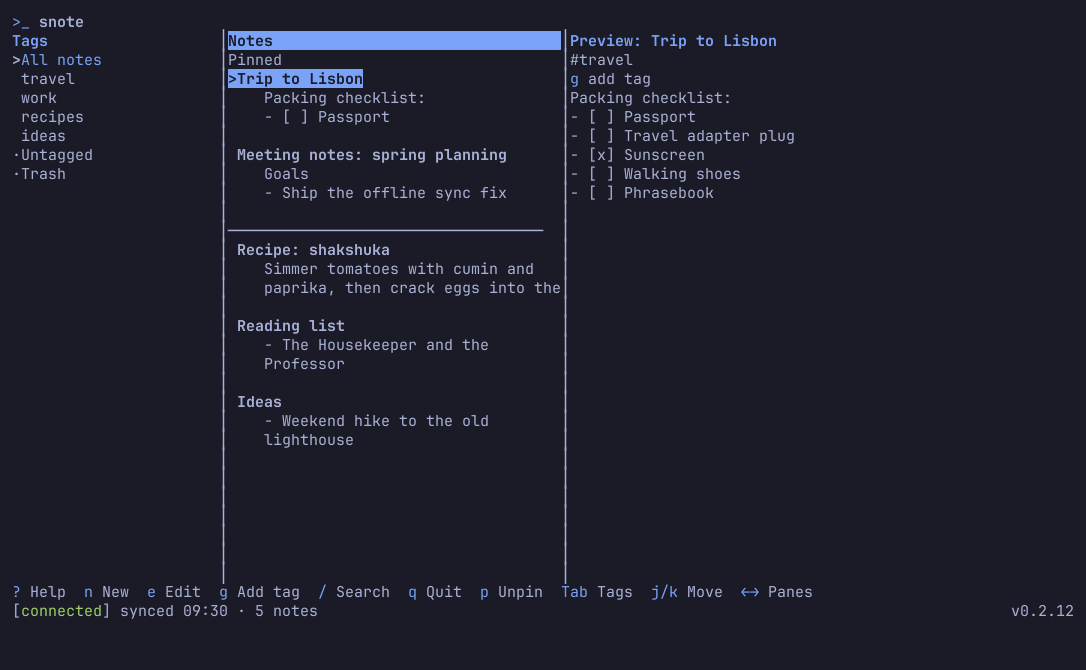 >_ snote
Tags
>All notes
travel
work
recipes
ideas
·Untagged
·Trash
Notes
Pinned
>Trip to Lisbon
Packing checklist:
- [ ] Passport
Meeting notes: spring planning
Goals
- Ship the offline sync fix
Recipe: shakshuka
Simmer tomatoes with cumin and
paprika, then crack eggs into the
Reading list
- The Housekeeper and the
Professor
Ideas
- Weekend hike to the old
lighthouse
Preview: Trip to Lisbon
#travel
g add tag
Packing checklist:
- [ ] Passport
- [ ] Travel adapter plug
- [x] Sunscreen
- [ ] Walking shoes
- [ ] Phrasebook
? Help  n New  e Edit  g Add tag  / Search  q Quit  p Unpin  Tab Tags  j/k Move  ↔ Panes
[connected] synced 09:30 · 5 notes
v0.2.12